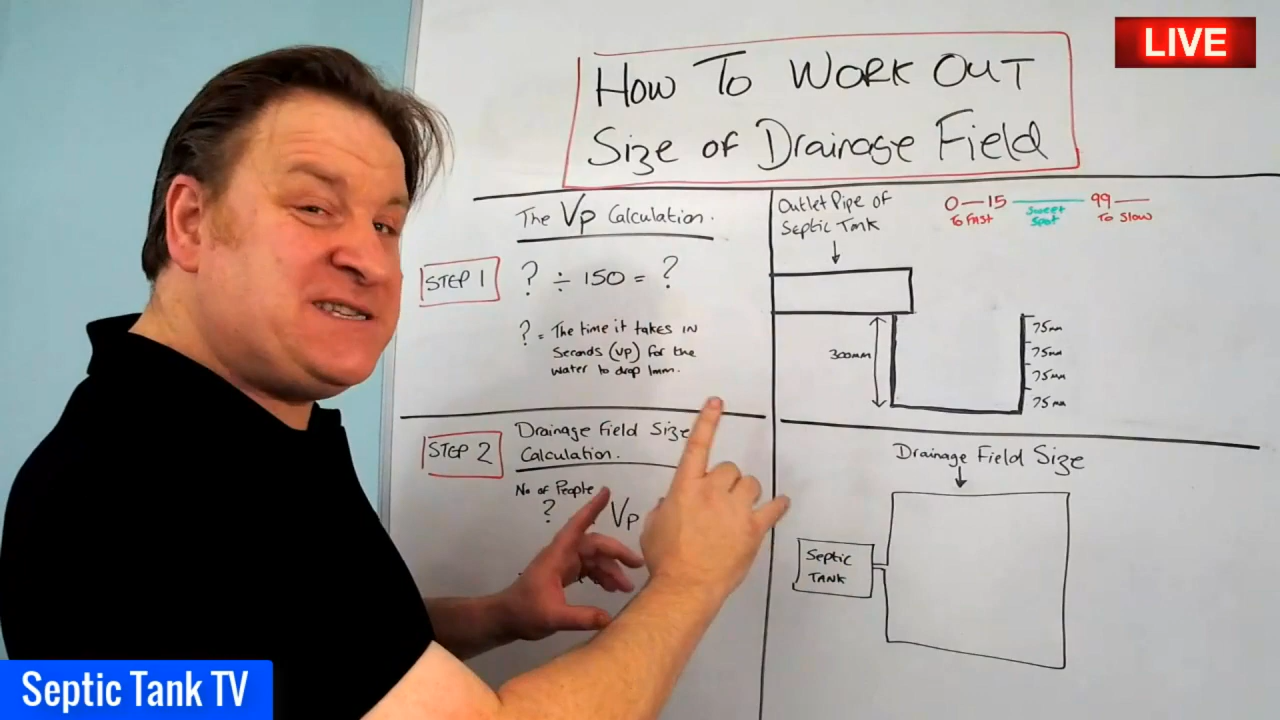 LIVE
How To WORK OUT
Size of Drainage Field
The Vp Calculation.
STEP 1
? ÷ 150 = ?
? = The time it takes IN
Seconds (VP) for the
water to drop 1mm.
STEP 2
Drainage Field Size
Calculation.
No of People
? Vp
Outlet Pipe of
Septic Tank
0—15 99—
To FAST Sweet To Slow
Spot
300mm
75mm
75mm
75mm
75mm
Drainage Field Size
Septic
TANK
Septic Tank TV